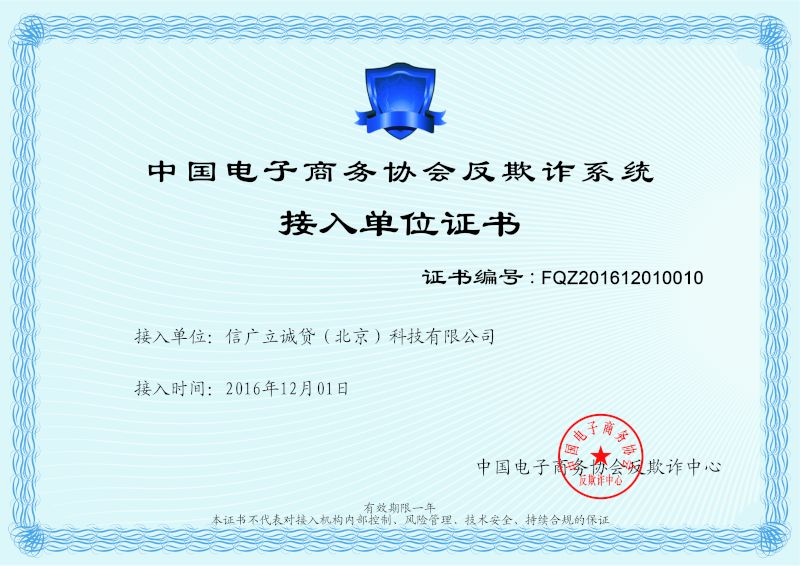 中国电子商务协会反欺诈系统
接入单位证书
证书编号：FQZ201612010010
接入单位：信广立诚贷（北京）科技有限公司
接入时间：2016年12月01日
中国电子商务协会
反欺诈中心
中国电子商务协会反欺诈中心
有效期限一年
本证书不代表对接入机构内部控制、风险管理、技术安全、持续合规的保证